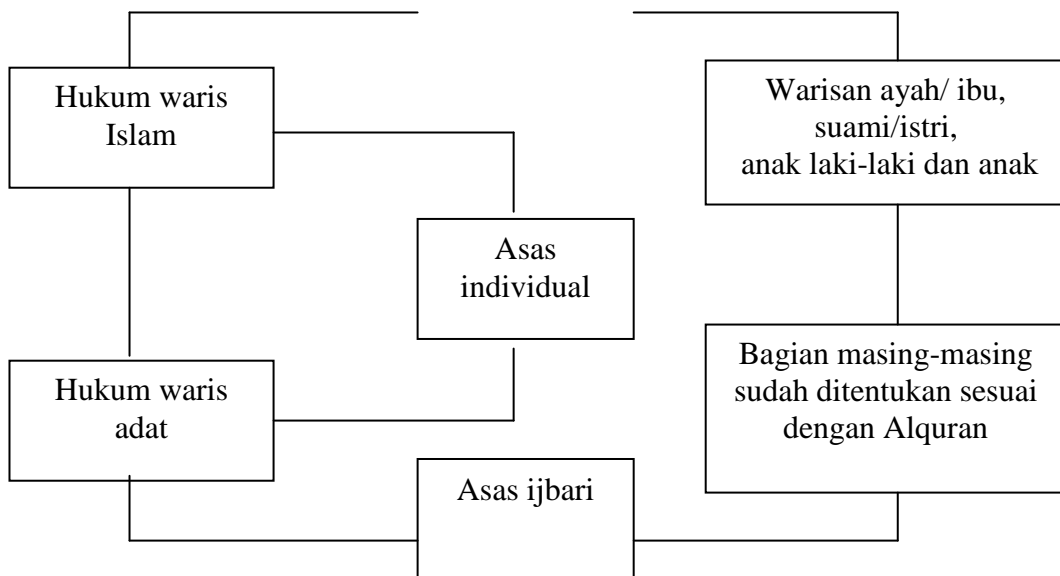 Hukum waris
Islam
Warisan ayah/ ibu,
suami/istri,
anak laki-laki dan anak
Asas
individual
Hukum waris
adat
Bagian masing-masing
sudah ditentukan sesuai
dengan Alquran
Asas ijbari